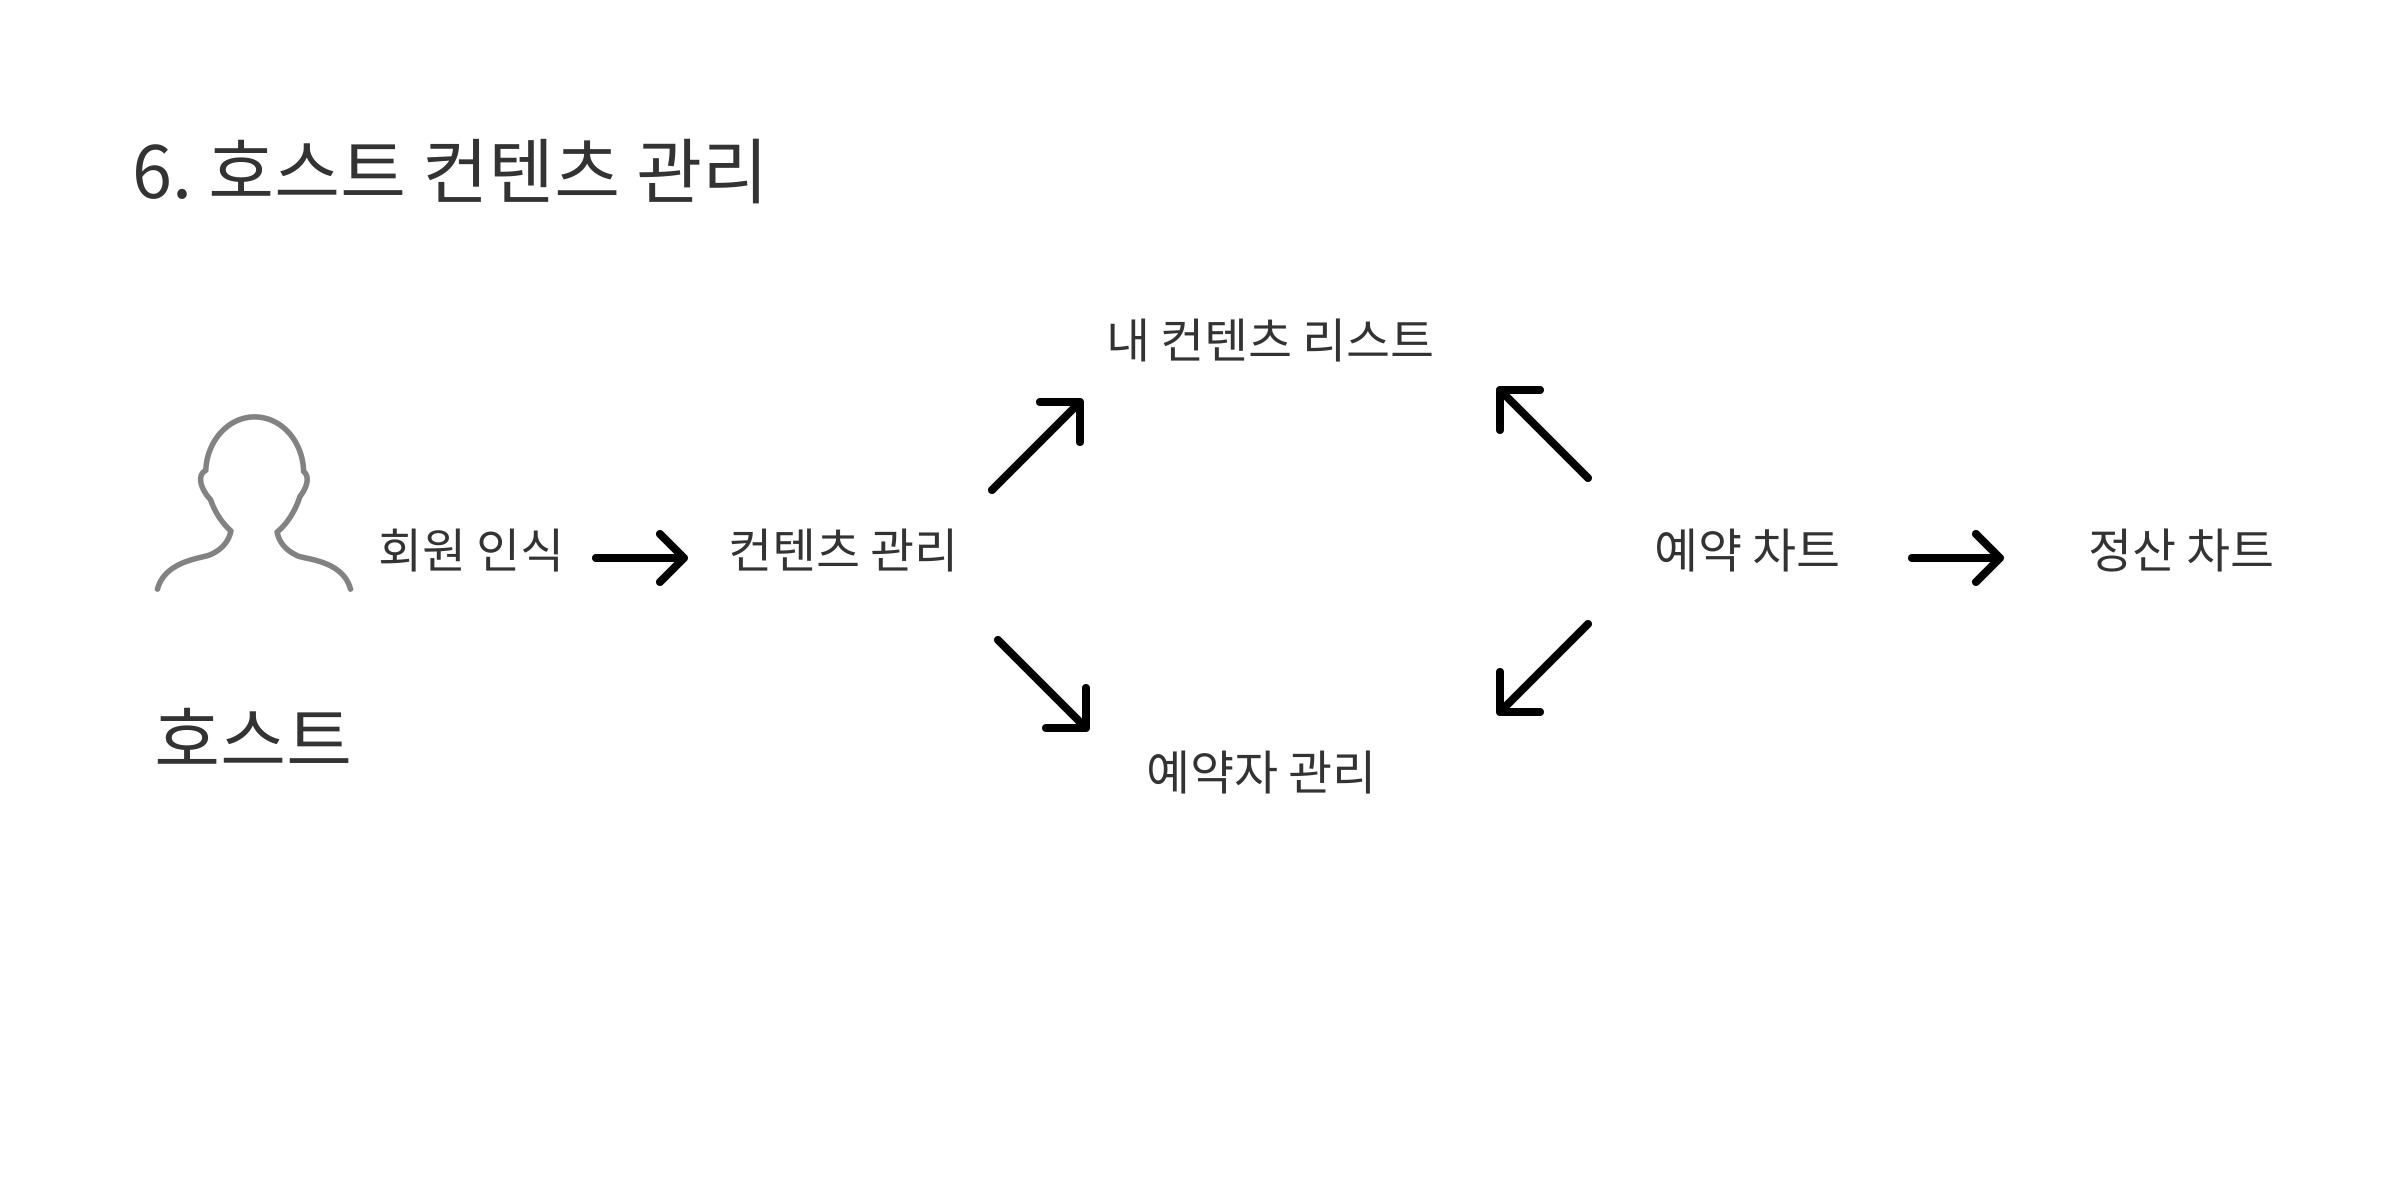 6. 호스트 컨텐츠 관리
내 컨텐츠 리스트
회원 인식
컨텐츠 관리
예약 차트
정산 차트
호스트
예약자 관리